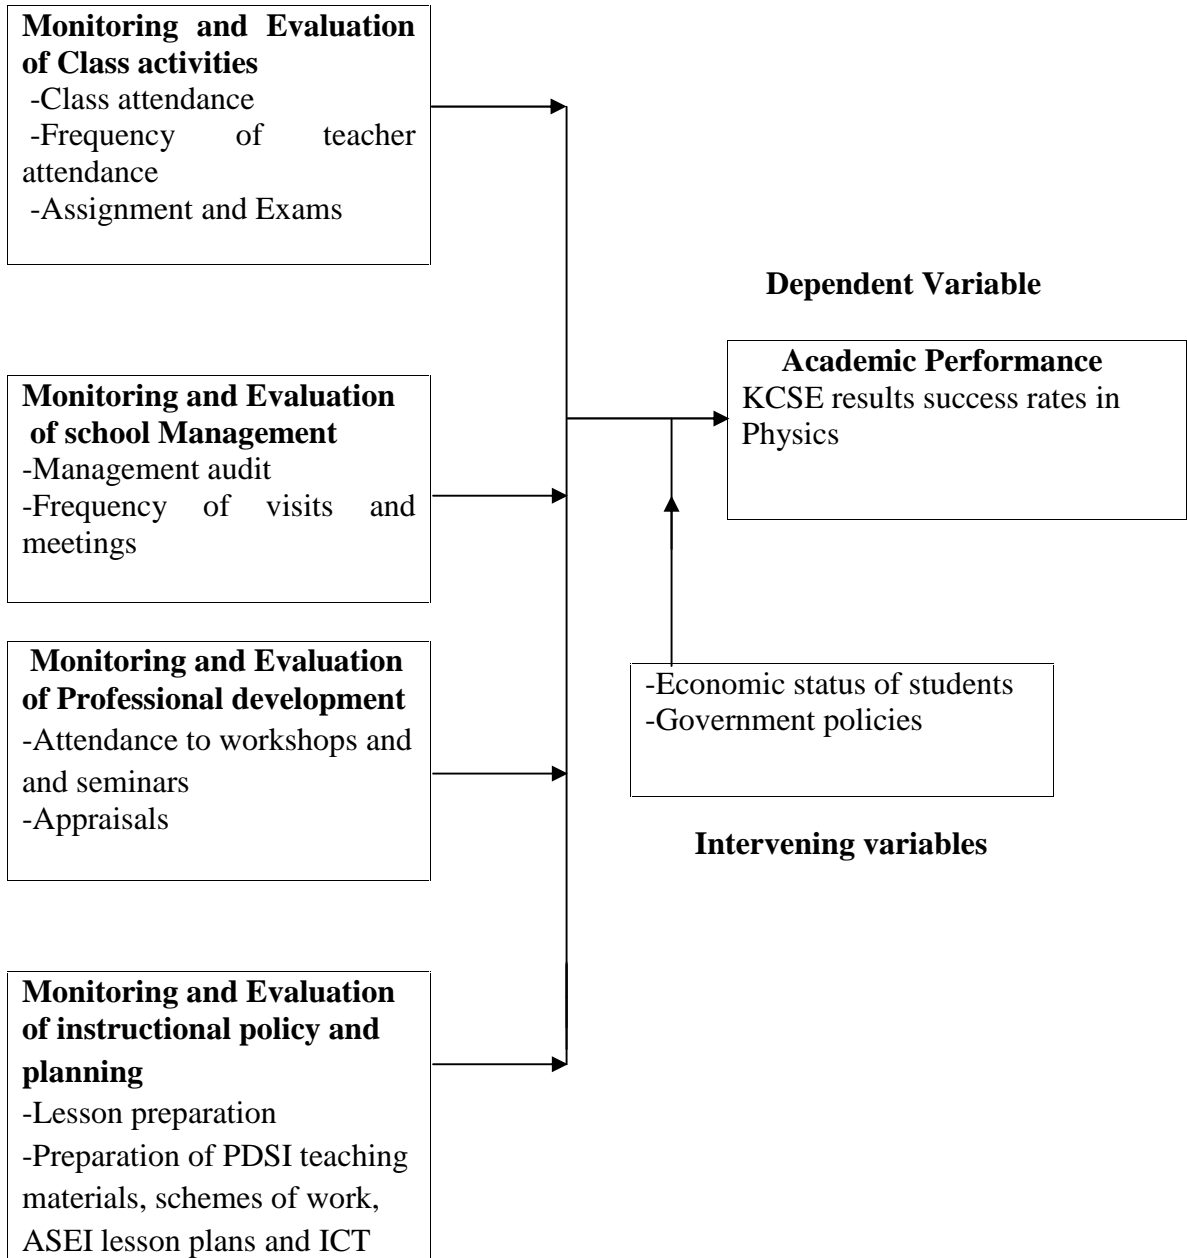 Monitoring and Evaluation
of Class activities
-Class attendance
-Frequency of teacher
attendance
-Assignment and Exams
Dependent Variable
Academic Performance
KCSE results success rates in
Physics
Monitoring and Evaluation
of school Management
-Management audit
-Frequency of visits and
meetings
Monitoring and Evaluation
of Professional development
-Attendance to workshops and
and seminars
-Appraisals
-Economic status of students
-Government policies
Intervening variables
Monitoring and Evaluation
of instructional policy and
planning
-Lesson preparation
-Preparation of PDSI teaching
materials, schemes of work,
ASEI lesson plans and ICT